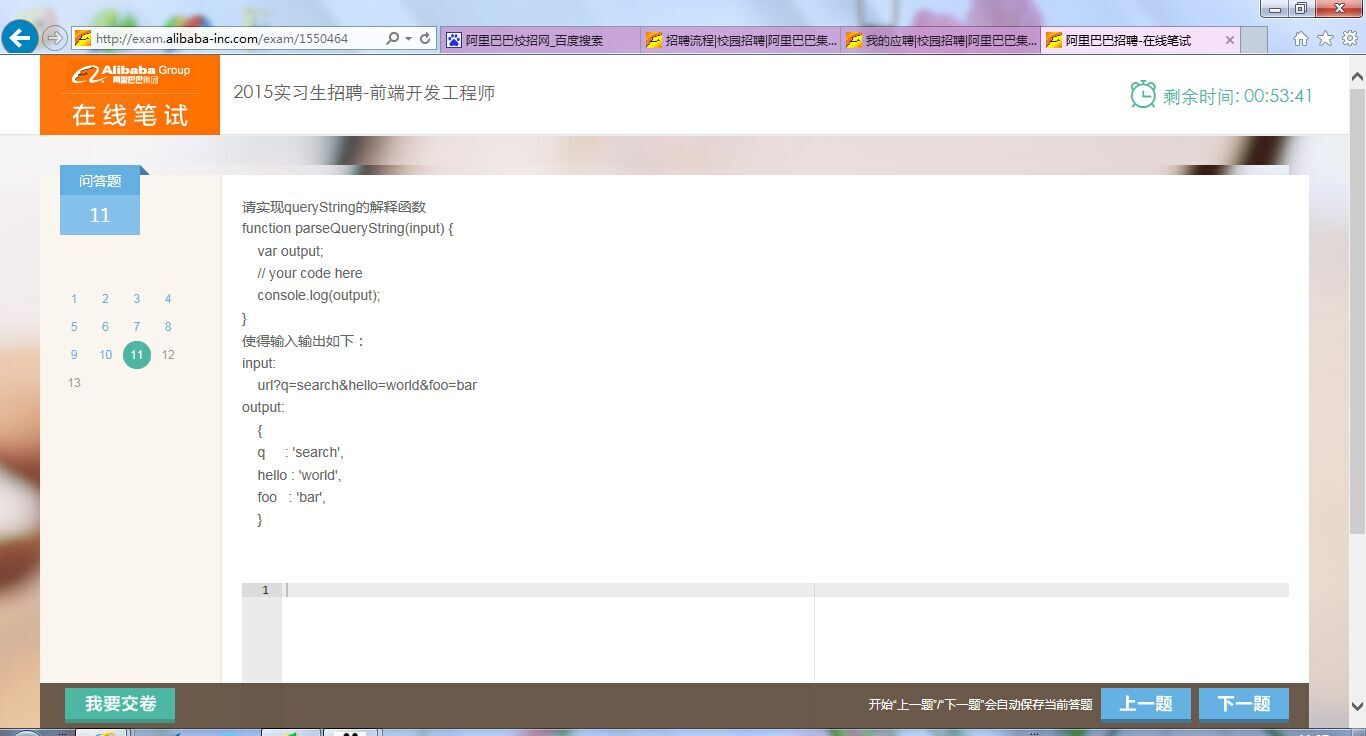 http://exam.alibaba-inc.com/exam/1550464
阿里巴巴校招网_百度搜索
招聘流程|校园招聘|阿里巴巴集...
我的应聘|校园招聘|阿里巴巴集...
阿里巴巴招聘-在线笔试
Alibaba Group
阿里巴巴集团
在线笔试
2015实习生招聘-前端开发工程师
剩余时间: 00:53:41
问答题
11
1 2 3 4
5 6 7 8
9 10 11 12
13
请实现queryString的解释函数
function parseQueryString(input) {
var output;
// your code here
console.log(output);
}
使得输入输出如下：
input:
url?q=search&hello=world&foo=bar
output:
{
q : 'search',
hello : 'world',
foo : 'bar',
}
1
我要交卷
开始“上一题”/“下一题”会自动保存当前答题
上一题
下一题